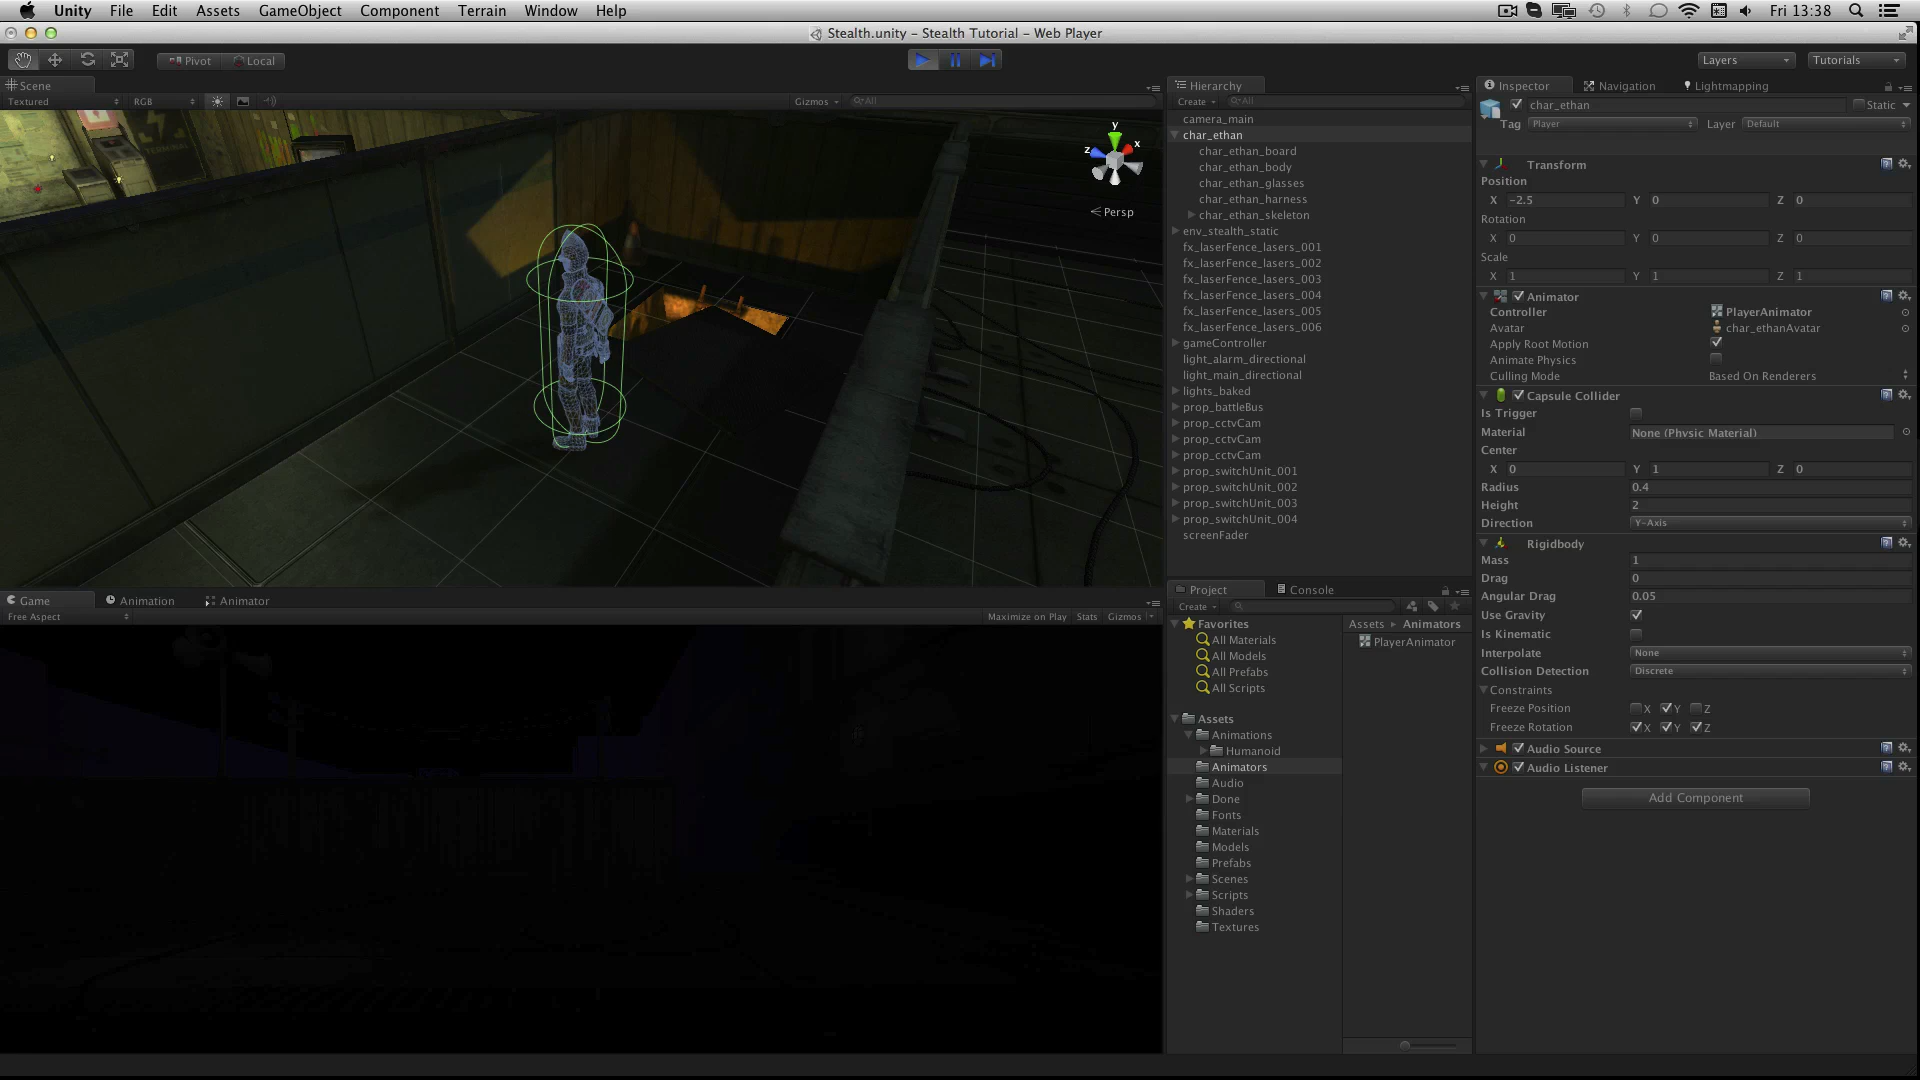 Unity File Edit Assets GameObject Component Terrain Window Help Fri 13:38
Stealth.unity – Stealth Tutorial – Web Player
Pivot Local Layers Tutorials
Scene
Textured RGB Gizmos All
TERMINAL
y
z x
Persp
Game Animation Animator
Free Aspect Maximize on Play Stats Gizmos
Hierarchy
Create All
camera_main
char_ethan
char_ethan_board
char_ethan_body
char_ethan_glasses
char_ethan_harness
char_ethan_skeleton
env_stealth_static
fx_laserFence_lasers_001
fx_laserFence_lasers_002
fx_laserFence_lasers_003
fx_laserFence_lasers_004
fx_laserFence_lasers_005
fx_laserFence_lasers_006
gameController
light_alarm_directional
light_main_directional
lights_baked
prop_battleBus
prop_cctvCam
prop_cctvCam
prop_cctvCam
prop_switchUnit_001
prop_switchUnit_002
prop_switchUnit_003
prop_switchUnit_004
screenFader
Project Console
Create
Favorites
All Materials
All Models
All Prefabs
All Scripts
Assets
Animations
Humanoid
Animators
Audio
Done
Fonts
Materials
Models
Prefabs
Scenes
Scripts
Shaders
Textures
Assets ▸ Animators
PlayerAnimator
Inspector Navigation Lightmapping
char_ethan Static
Tag Player Layer Default
Transform
Position
X -2.5 Y 0 Z 0
Rotation
X 0 Y 0 Z 0
Scale
X 1 Y 1 Z 1
Animator
Controller PlayerAnimator
Avatar char_ethanAvatar
Apply Root Motion
Animate Physics
Culling Mode Based On Renderers
Capsule Collider
Is Trigger
Material None (Physic Material)
Center
X 0 Y 1 Z 0
Radius 0.4
Height 2
Direction Y-Axis
Rigidbody
Mass 1
Drag 0
Angular Drag 0.05
Use Gravity
Is Kinematic
Interpolate None
Collision Detection Discrete
Constraints
Freeze Position X Y Z
Freeze Rotation X Y Z
Audio Source
Audio Listener
Add Component